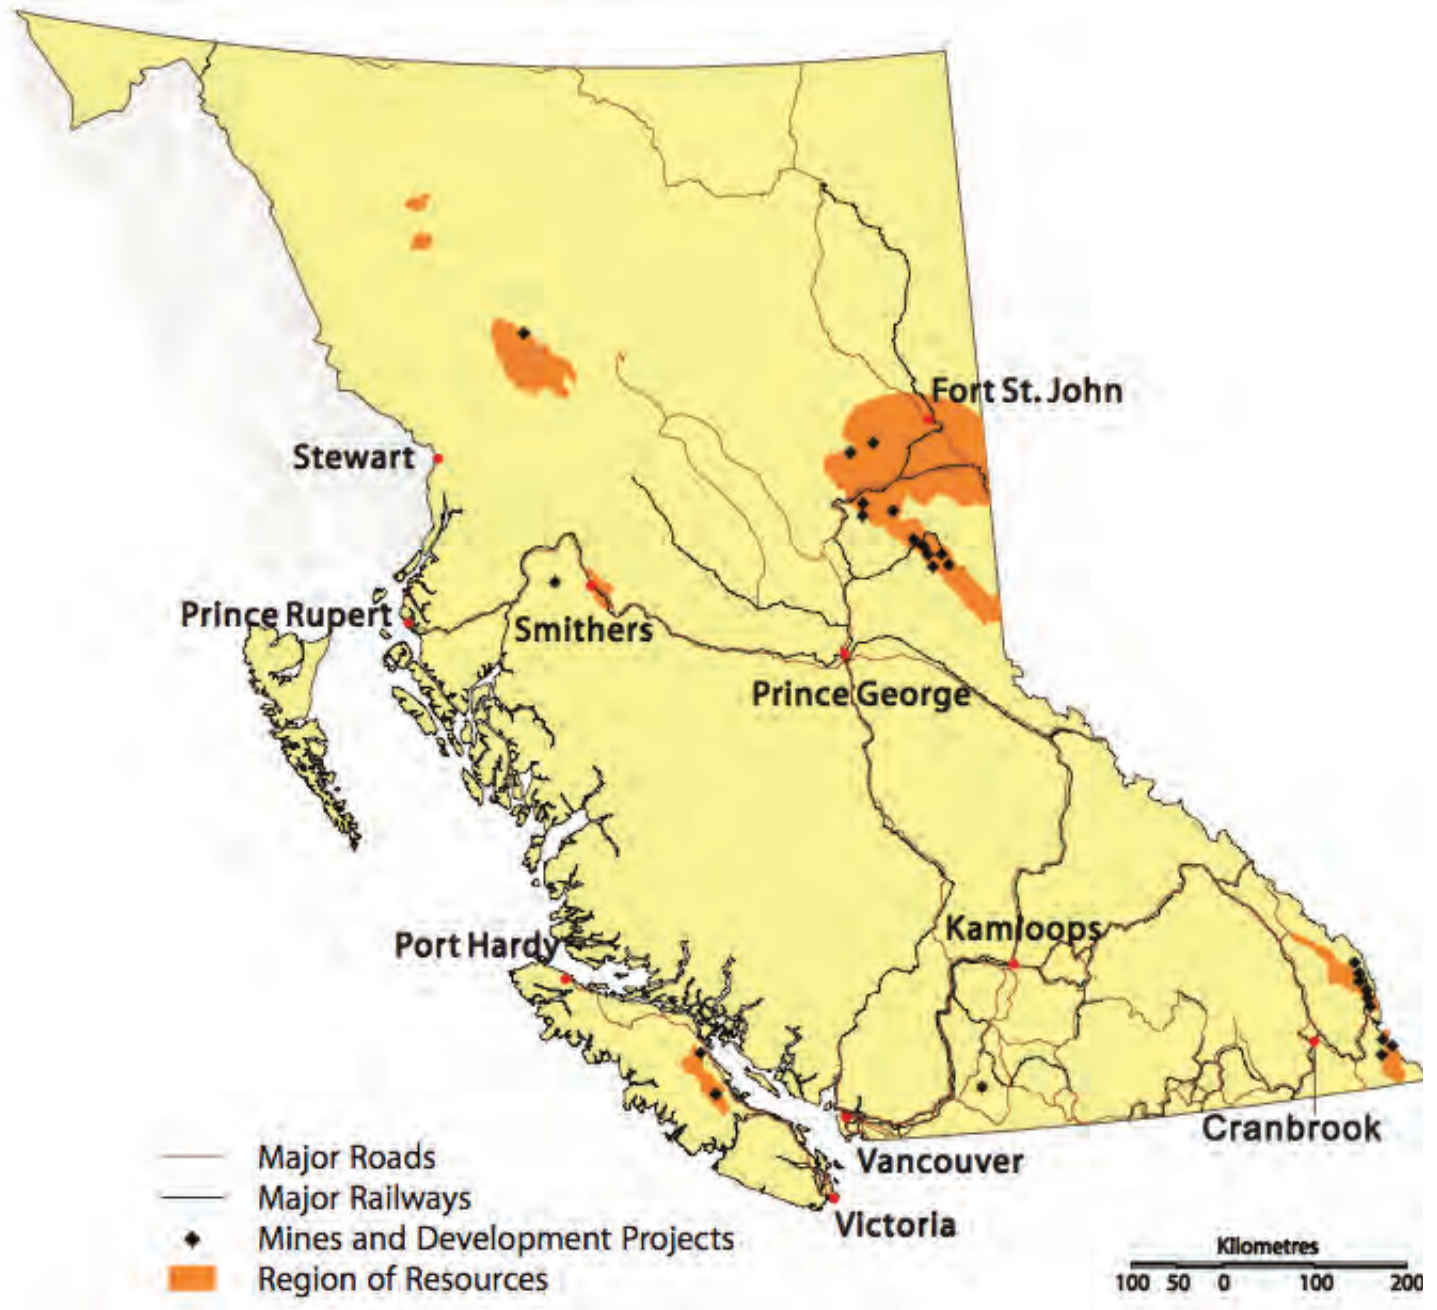 Fort St. John
Stewart
Prince Rupert
Smithers
Prince George
Kamloops
Port Hardy
Cranbrook
Vancouver
Victoria
Major Roads
Major Railways
Mines and Development Projects
Region of Resources
Kilometres
100 50 0 100 200